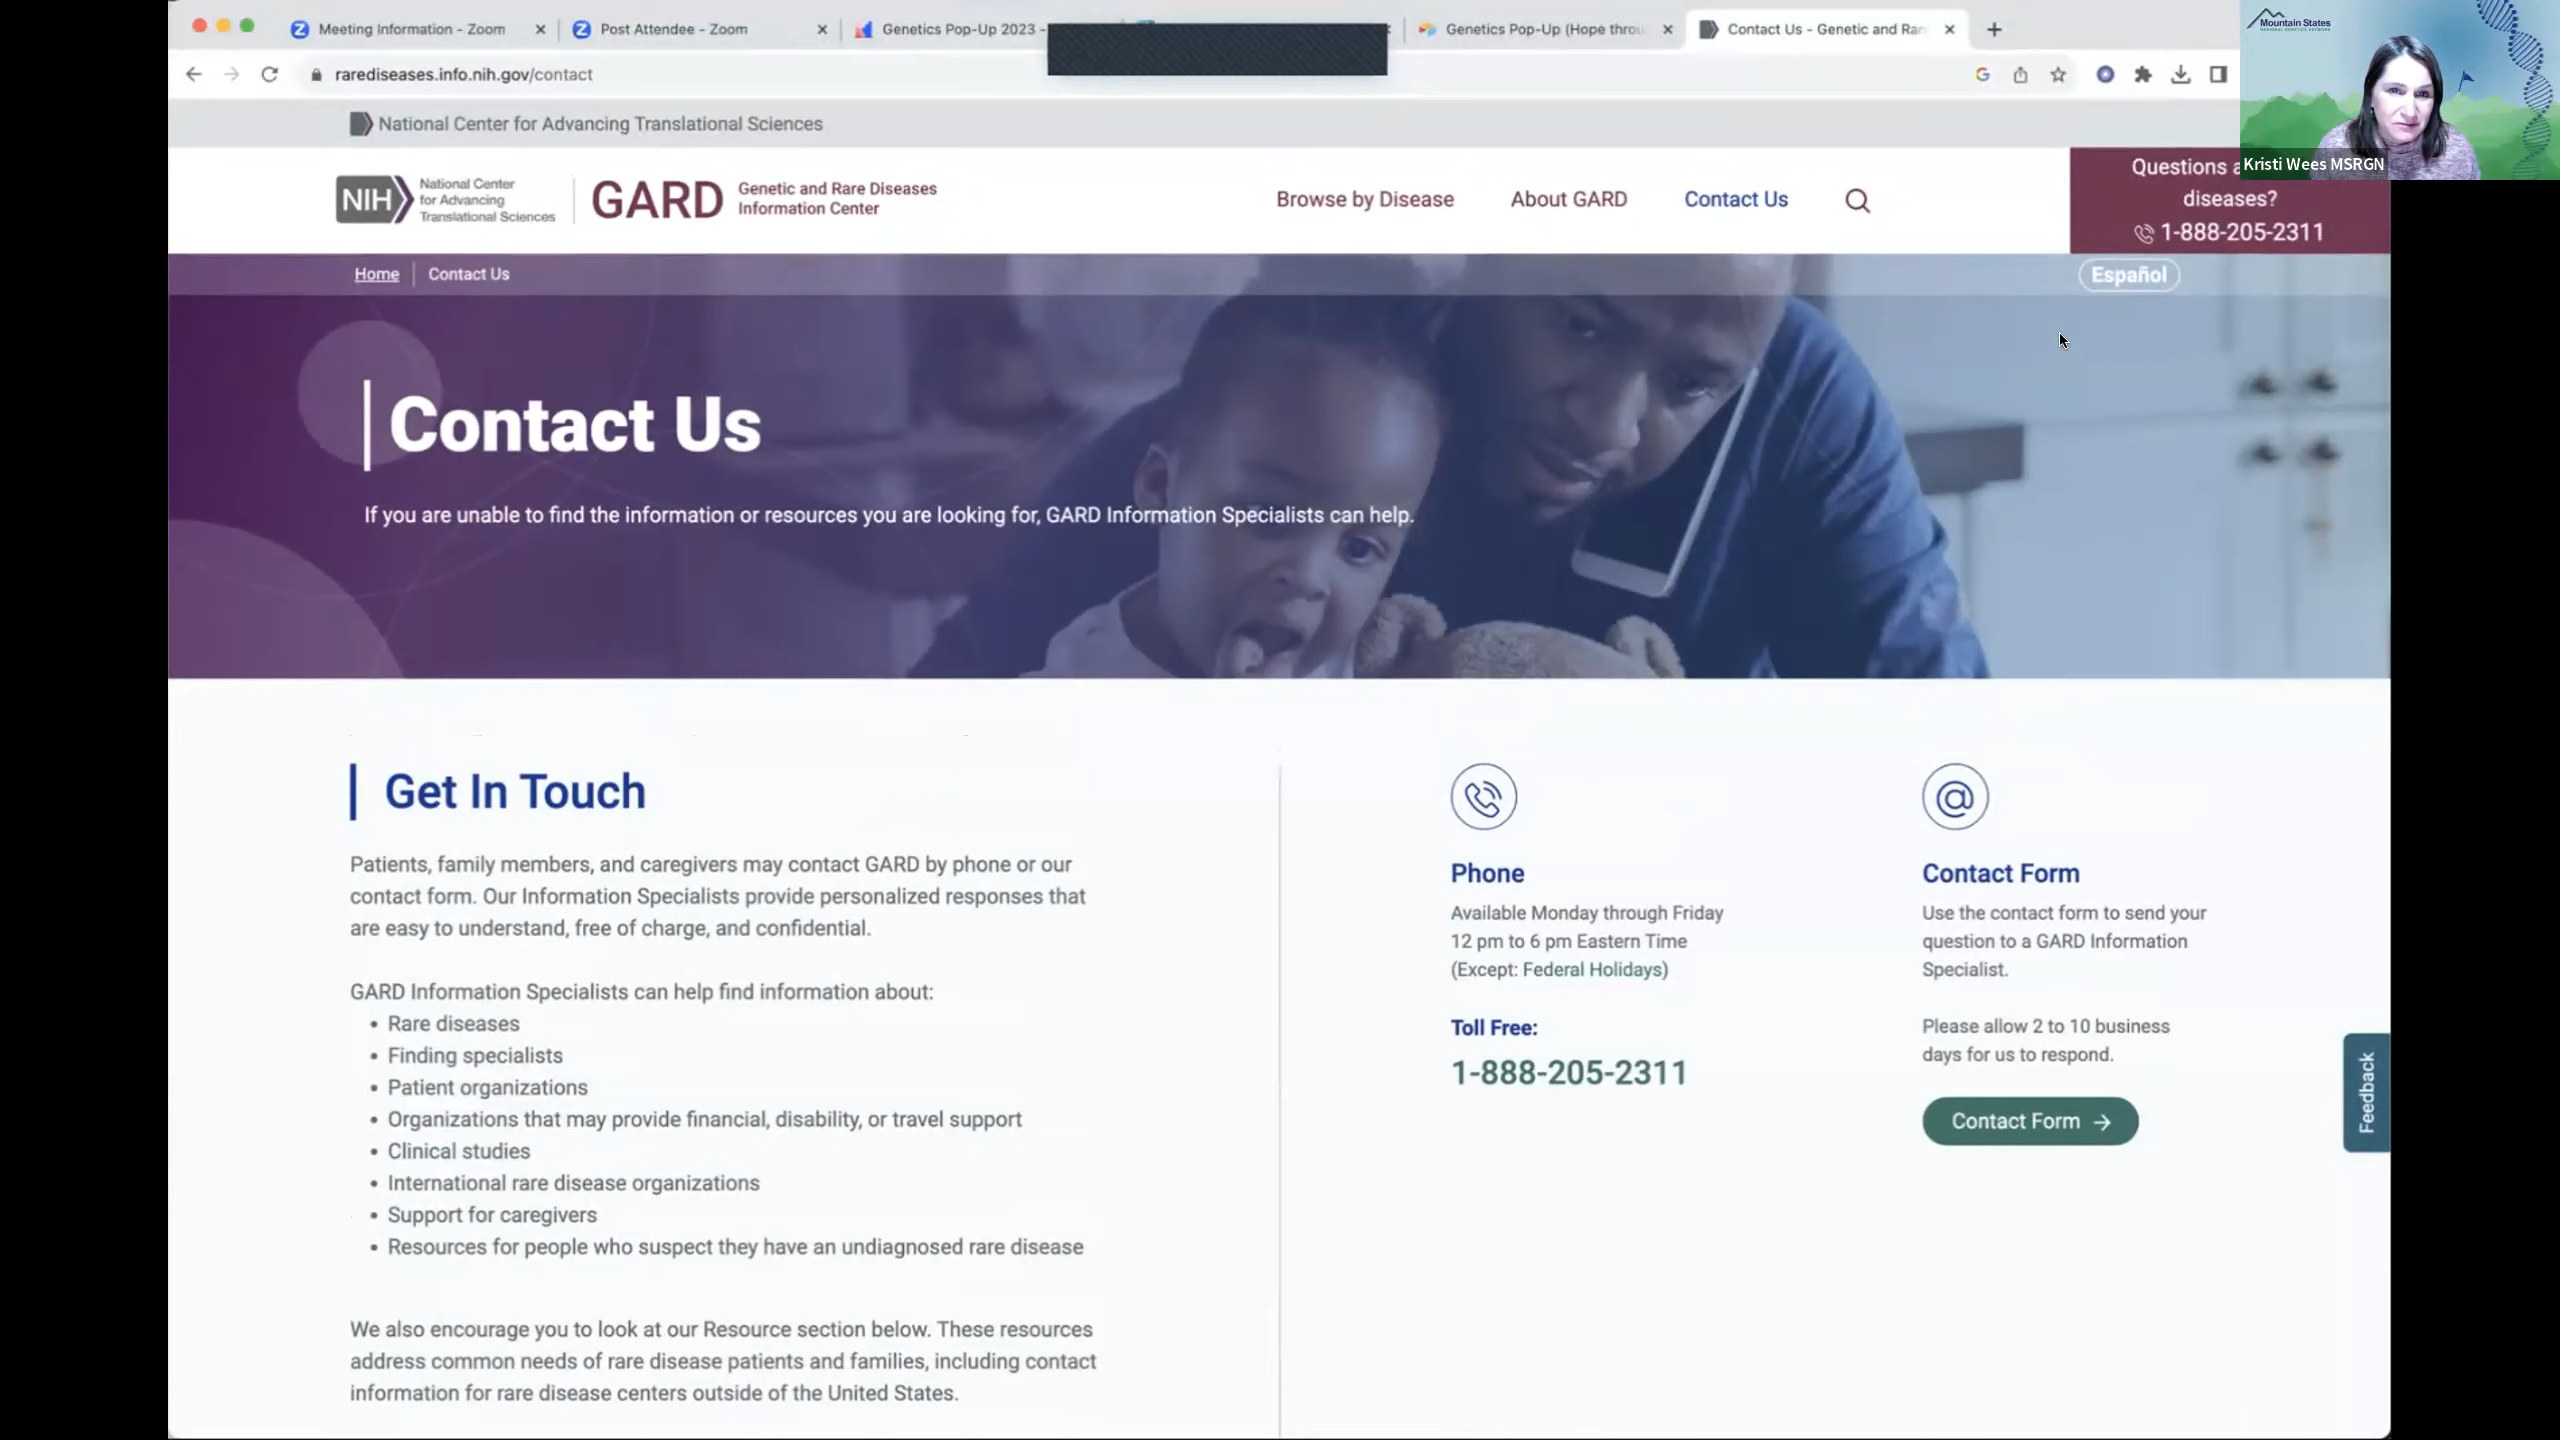 Meeting Information - Zoom
Post Attendee - Zoom
Genetics Pop-Up 2023 -
Genetics Pop-Up (Hope throu
Contact Us - Genetic and Rar
rarediseases.info.nih.gov/contact
Mountain States
REGIONAL GENETICS NETWORK
Kristi Wees MSRGN
National Center for Advancing Translational Sciences
NIH
National Center
for Advancing
Translational Sciences
GARD
Genetic and Rare Diseases
Information Center
Browse by Disease
About GARD
Contact Us
Questions a
diseases?
1-888-205-2311
Home
Contact Us
Español
Contact Us
If you are unable to find the information or resources you are looking for, GARD Information Specialists can help.
Get In Touch
Patients, family members, and caregivers may contact GARD by phone or our
contact form. Our Information Specialists provide personalized responses that
are easy to understand, free of charge, and confidential.
GARD Information Specialists can help find information about:
• Rare diseases
• Finding specialists
• Patient organizations
• Organizations that may provide financial, disability, or travel support
• Clinical studies
• International rare disease organizations
• Support for caregivers
• Resources for people who suspect they have an undiagnosed rare disease
We also encourage you to look at our Resource section below. These resources
address common needs of rare disease patients and families, including contact
information for rare disease centers outside of the United States.
Phone
Available Monday through Friday
12 pm to 6 pm Eastern Time
(Except: Federal Holidays)
Toll Free:
1-888-205-2311
Contact Form
Use the contact form to send your
question to a GARD Information
Specialist.
Please allow 2 to 10 business
days for us to respond.
Contact Form
Feedback